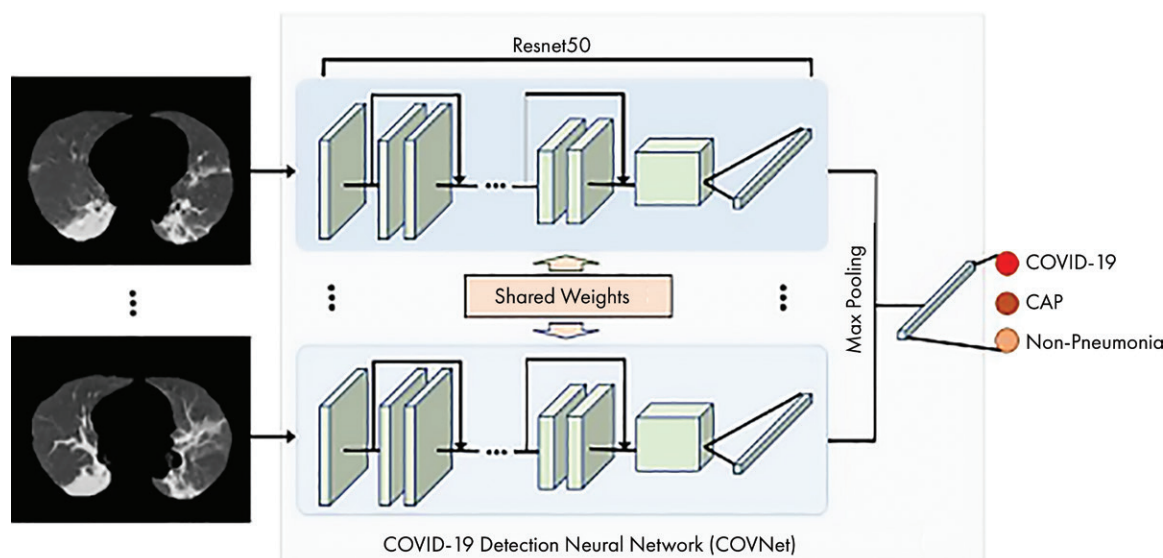 Resnet50
Shared Weights
Max Pooling
COVID-19
CAP
Non-Pneumonia
COVID-19 Detection Neural Network (COVNet)